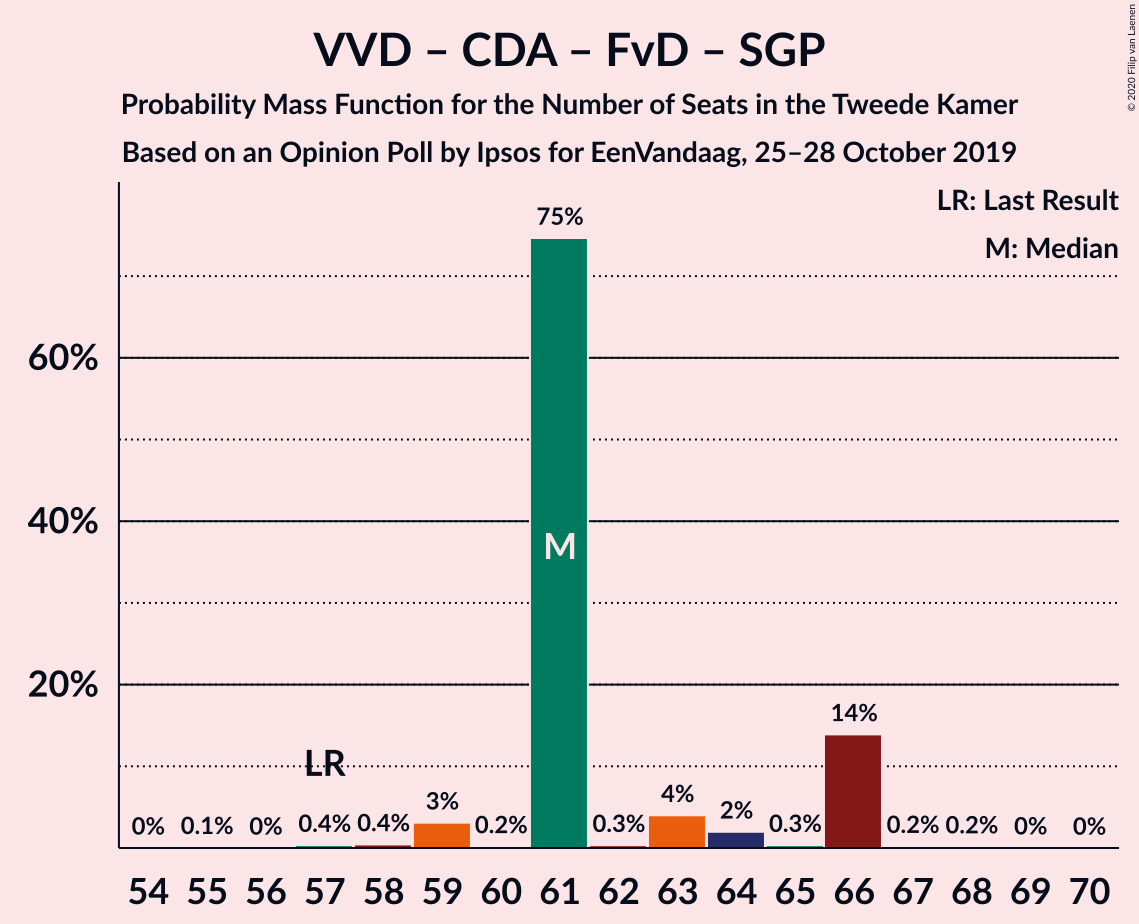 VVD – CDA – FvD – SGP
Probability Mass Function for the Number of Seats in the Tweede Kamer
Based on an Opinion Poll by Ipsos for EenVandaag, 25–28 October 2019
© 2020 Filip van Laenen
LR: Last Result
M: Median
75%
60%
M
40%
20%
14%
LR
0% 0.1% 0% 0.4% 0.4% 3% 0.2% 0.3% 4% 2% 0.3% 0.2% 0.2% 0% 0%
54 55 56 57 58 59 60 61 62 63 64 65 66 67 68 69 70